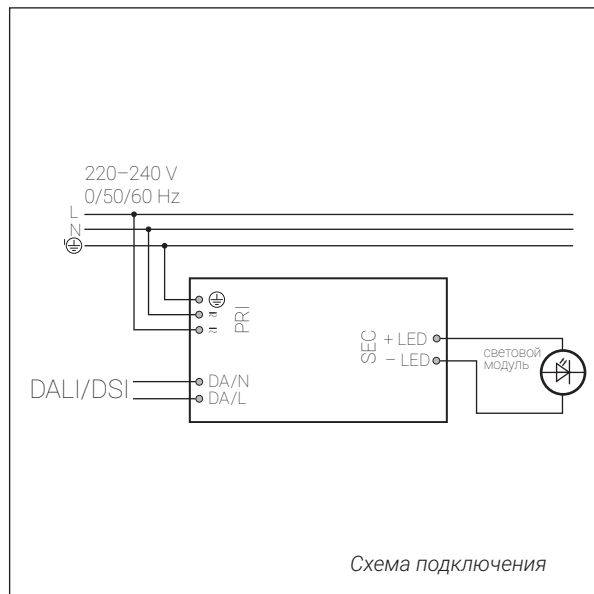 220–240 V
0/50/60 Hz
L
N
PRI
SEC
+ LED
– LED
световой
модуль
DALI/DSI
DA/N
DA/L
Схема подключения